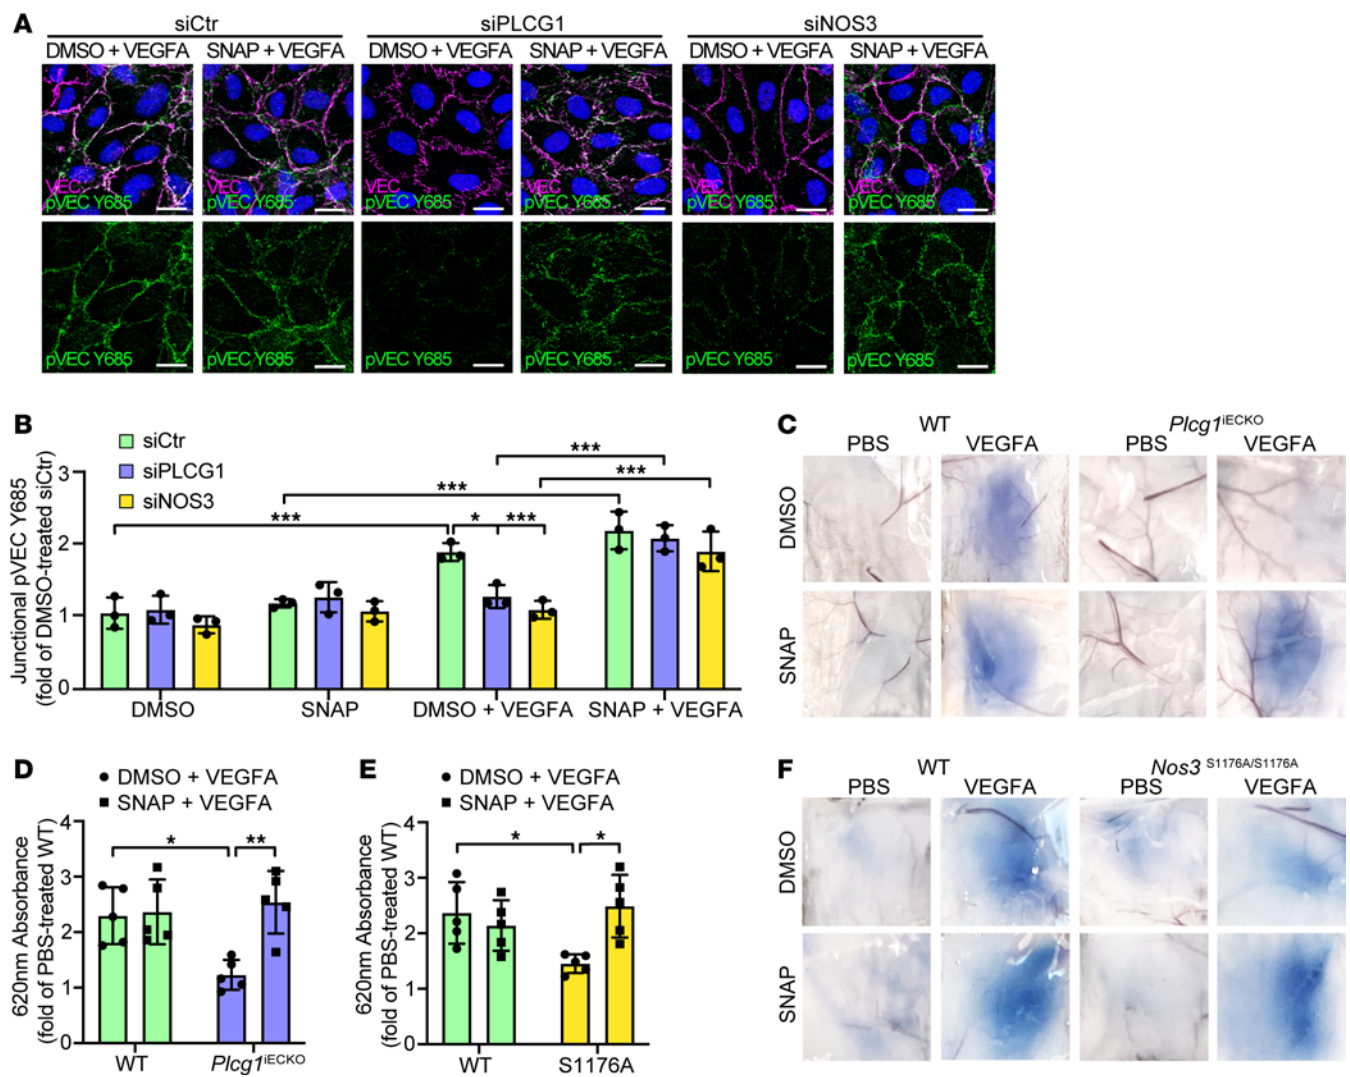 A
siCtr
siPLCG1
siNOS3
DMSO + VEGFA
SNAP + VEGFA
DMSO + VEGFA
SNAP + VEGFA
DMSO + VEGFA
SNAP + VEGFA
VEC
pVEC Y685
VEC
pVEC Y685
VEC
pVEC Y685
VEC
pVEC Y685
VEC
pVEC Y685
VEC
pVEC Y685
pVEC Y685
pVEC Y685
pVEC Y685
pVEC Y685
pVEC Y685
pVEC Y685
B
siCtr
siPLCG1
siNOS3
Junctional pVEC Y685
(fold of DMSO-treated siCtr)
3
2
1
0
***
***
*
***
***
***
DMSO
SNAP
DMSO + VEGFA
SNAP + VEGFA
C
WT
Plcg1iECKO
PBS
VEGFA
PBS
VEGFA
DMSO
SNAP
D
DMSO + VEGFA
SNAP + VEGFA
620nm Absorbance
(fold of PBS-treated WT)
4
3
2
1
0
*
**
WT
Plcg1iECKO
E
DMSO + VEGFA
SNAP + VEGFA
620nm Absorbance
(fold of PBS-treated WT)
4
3
2
1
0
*
*
WT
S1176A
F
WT
Nos3 S1176A/S1176A
PBS
VEGFA
PBS
VEGFA
DMSO
SNAP